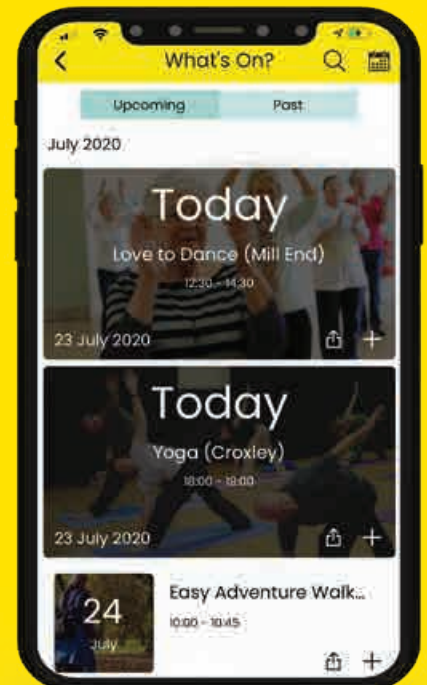 What's On?
Upcoming Past
July 2020
Today
Love to Dance (Mill End)
12:30 - 14:30
23 July 2020
Today
Yoga (Croxley)
18:00 - 19:00
23 July 2020
24
July
Easy Adventure Walk...
10:00 - 10:45